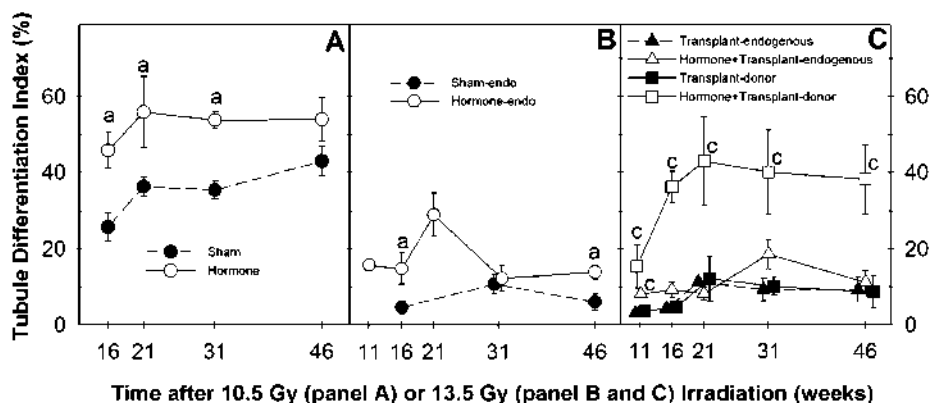 Tubule Differentiation Index (%)
60
40
20
0
A
a
a
a
Sham
Hormone
16
21
31
46
B
Sham-endo
Hormone-endo
a
a
11
16
21
31
46
C
Transplant-endogenous
Hormone+Transplant-endogenous
Transplant-donor
Hormone+Transplant-donor
c
c
c
c
c
c
60
40
20
0
11
16
21
31
46
Time after 10.5 Gy (panel A) or 13.5 Gy (panel B and C) Irradiation (weeks)